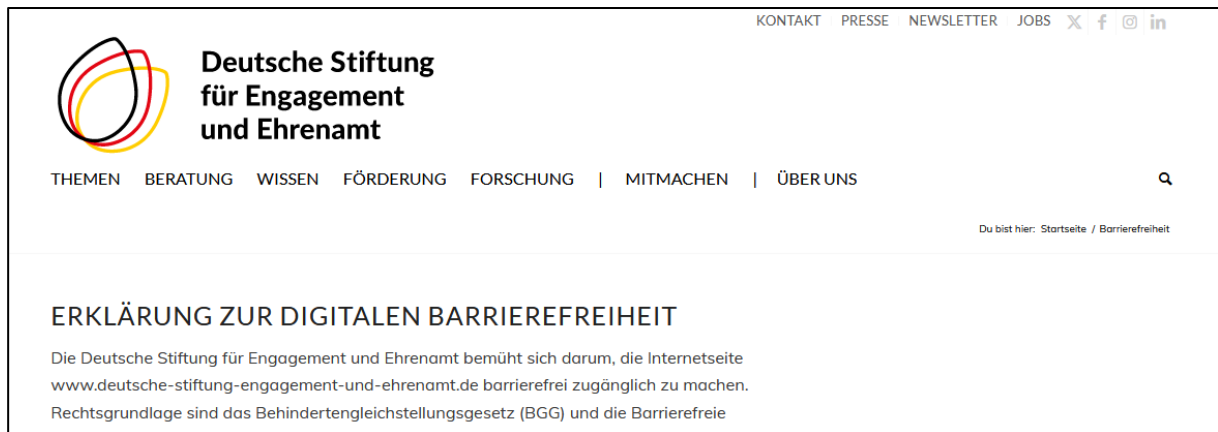 KONTAKT PRESSE NEWSLETTER JOBS
Deutsche Stiftung
für Engagement
und Ehrenamt
THEMEN BERATUNG WISSEN FÖRDERUNG FORSCHUNG | MITMACHEN | ÜBER UNS
Du bist hier: Startseite / Barrierefreiheit
ERKLÄRUNG ZUR DIGITALEN BARRIEREFREIHEIT
Die Deutsche Stiftung für Engagement und Ehrenamt bemüht sich darum, die Internetseite
www.deutsche-stiftung-engagement-und-ehrenamt.de barrierefrei zugänglich zu machen.
Rechtsgrundlage sind das Behindertengleichstellungsgesetz (BGG) und die Barrierefreie